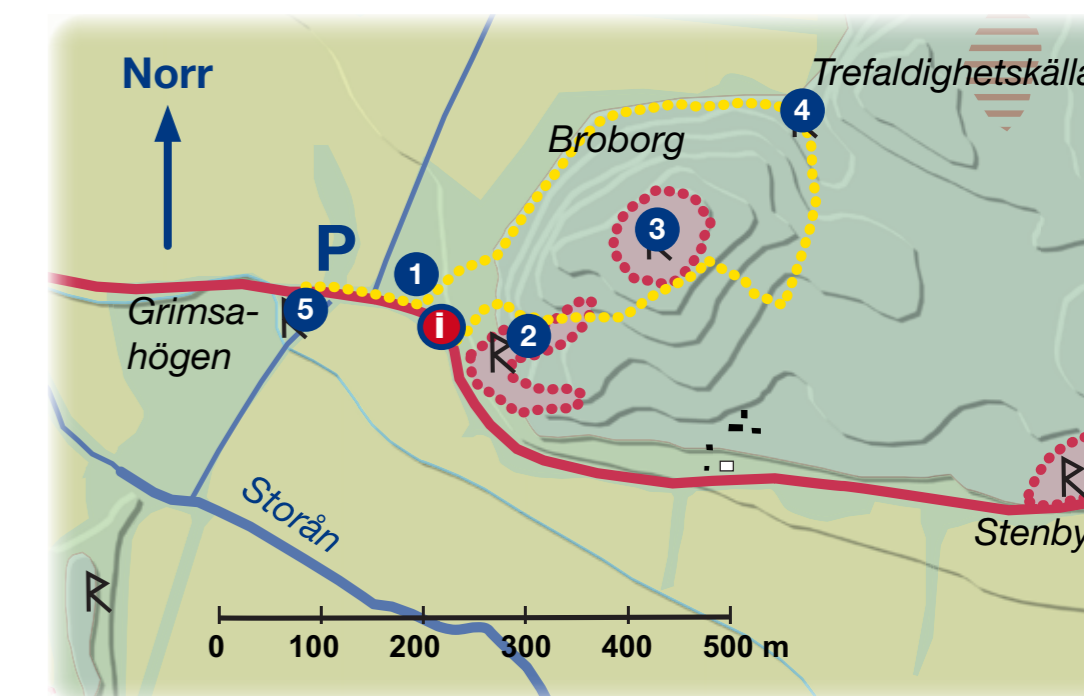 Norr
Trefaldighetskälla
Broborg
4
3
P
1
5
i
2
Grimsa-
högen
R
R
R
R
R
R
Storån
Stenby
0 100 200 300 400 500 m